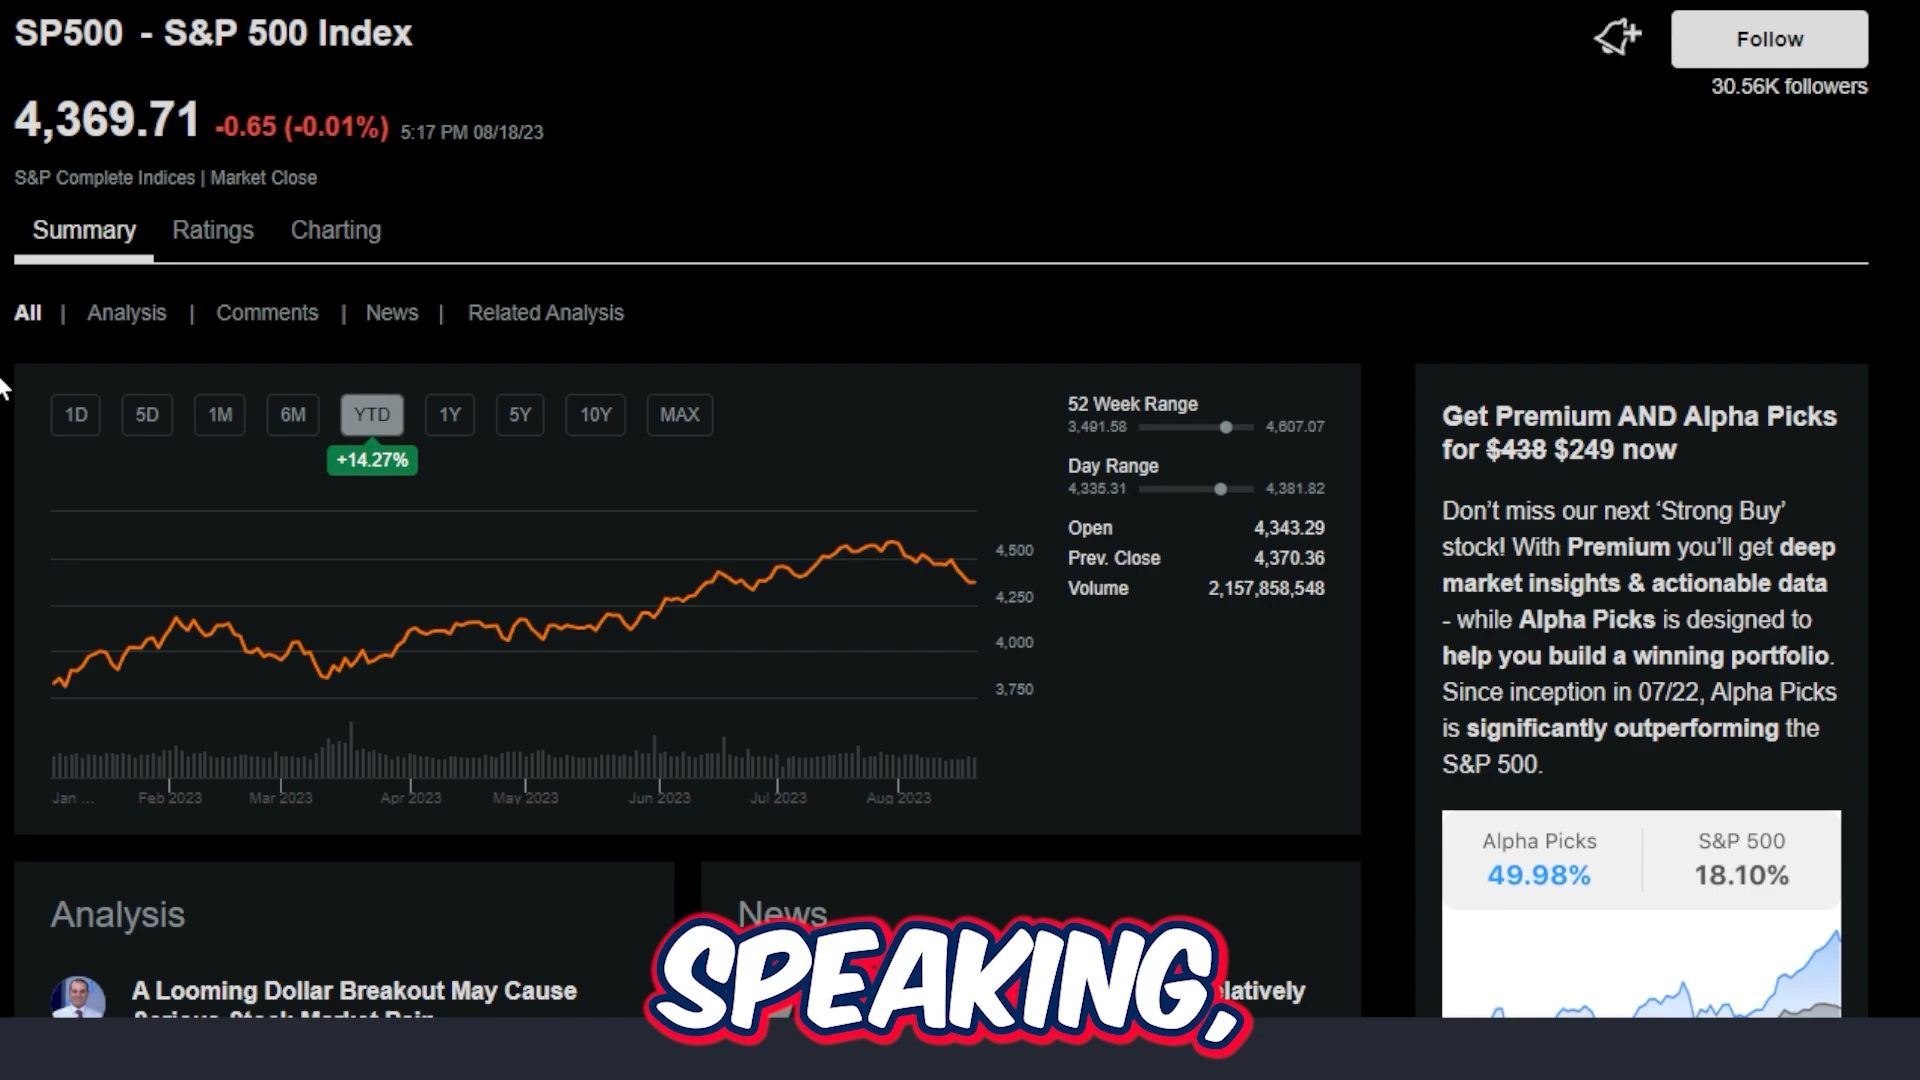 SP500 - S&P 500 Index
Follow
30.56K followers
4,369.71 -0.65 (-0.01%) 5:17 PM 08/18/23
S&P Complete Indices | Market Close
Summary Ratings Charting
All | Analysis | Comments | News | Related Analysis
1D 5D 1M 6M YTD 1Y 5Y 10Y MAX
+14.27%
4,500
4,250
4,000
3,750
Jan ... Feb 2023 Mar 2023 Apr 2023 May 2023 Jun 2023 Jul 2023 Aug 2023
52 Week Range
3,491.58 4,607.07
Day Range
4,335.31 4,381.82
Open 4,343.29
Prev. Close 4,370.36
Volume 2,157,858,548
Get Premium AND Alpha Picks
for $438 $249 now
Don't miss our next ‘Strong Buy’
stock! With Premium you'll get deep
market insights & actionable data
- while Alpha Picks is designed to
help you build a winning portfolio.
Since inception in 07/22, Alpha Picks
is significantly outperforming the
S&P 500.
Alpha Picks S&P 500
49.98% 18.10%
Analysis
A Looming Dollar Breakout May Cause
Serious Stock Market Pain
News
SPEAKING,